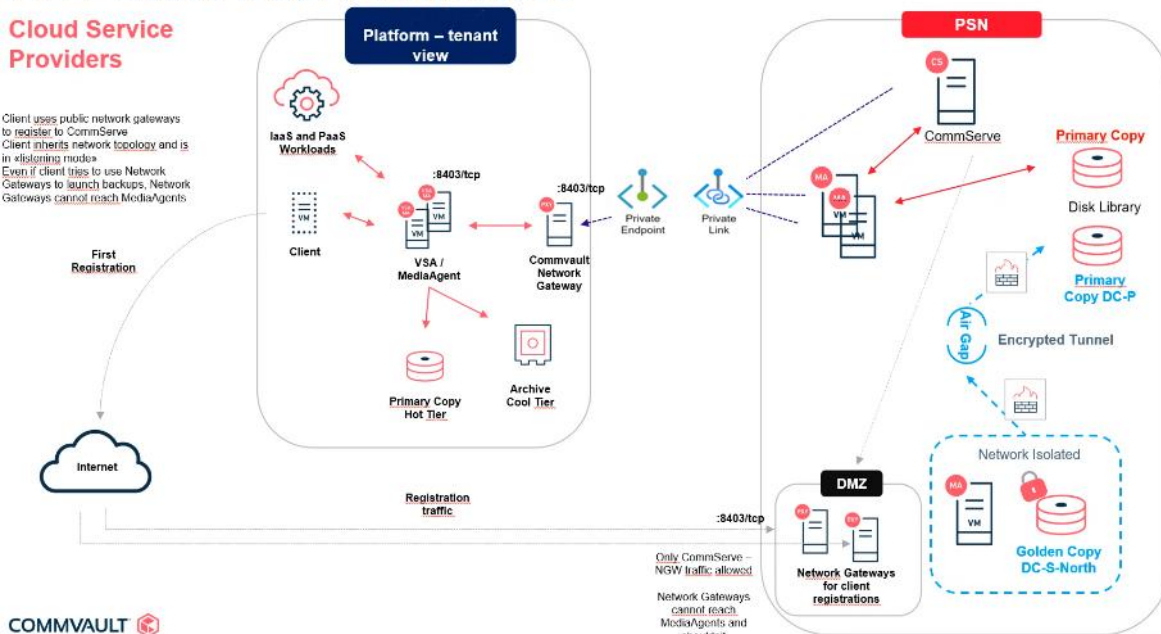 Cloud Service
Providers
Client uses public network gateways
to register to CommServe
Client inherits network topology and is
in «listening mode»
Even if client tries to use Network
Gateways to launch backups, Network
Gateways cannot reach MediaAgents
Platform – tenant
view
IaaS and PaaS
Workloads
:8403/tcp
:8403/tcp
VM
Client
VM
VM
VSA /
MediaAgent
PXY
Commvault
Network
Gateway
Primary Copy
Hot Tier
Archive
Cool Tier
First
Registration
Internet
Registration
traffic
:8403/tcp
Private
Endpoint
Private
Link
PSN
CS
CommServe
MA
VM
Primary Copy
Disk Library
Primary
Copy DC-P
Air Gap
Encrypted Tunnel
Network Isolated
MA
VM
Golden Copy
DC-S-North
DMZ
PXY
PXY
Network Gateways
for client
registrations
Only CommServe –
NGW traffic allowed
Network Gateways
cannot reach
MediaAgents and
COMMVAULT